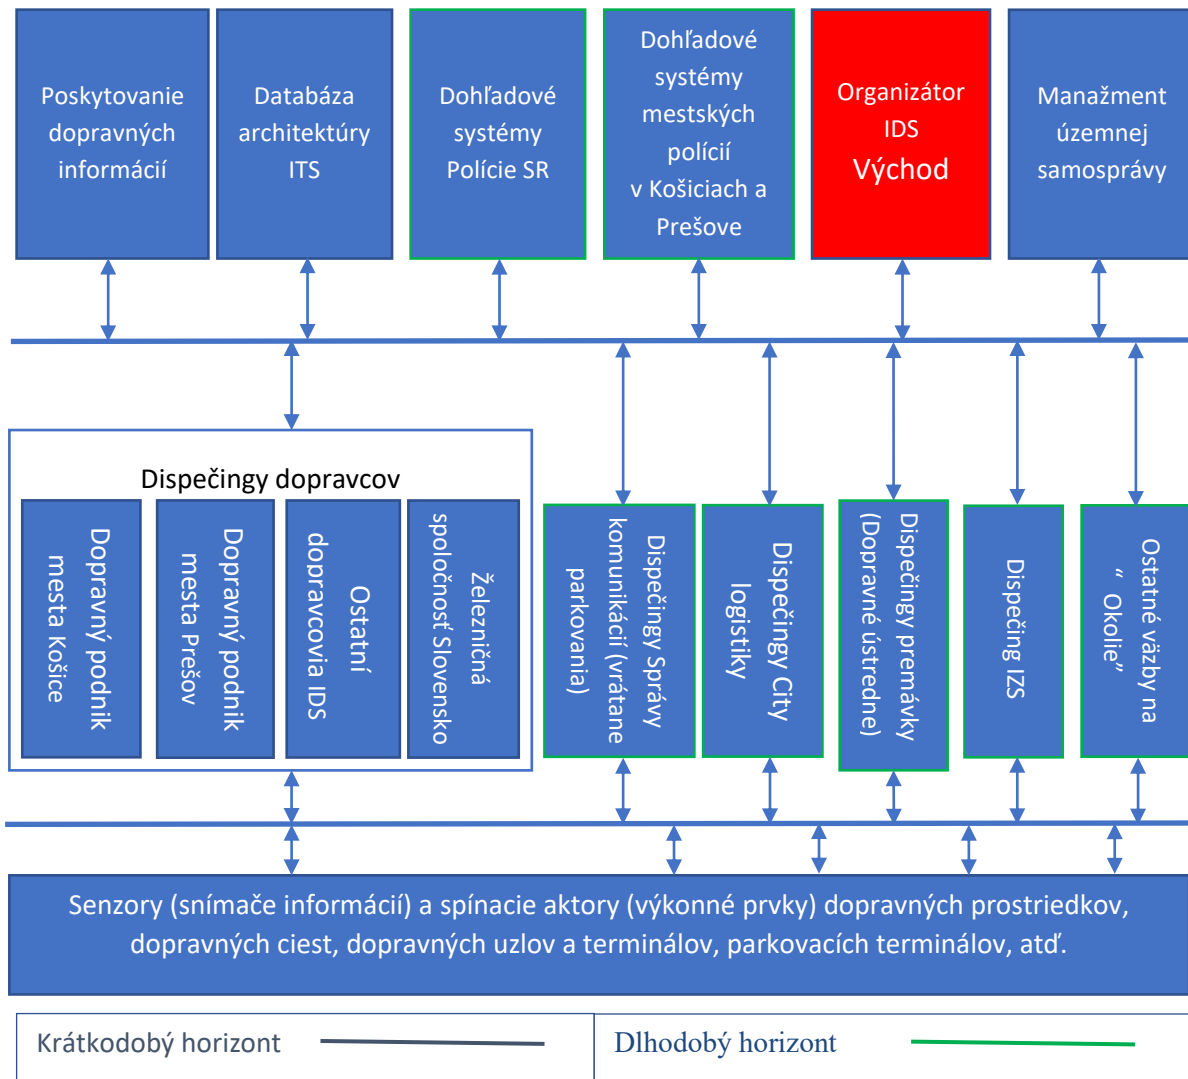 Poskytovanie
dopravných
informácií
Databáza
architektúry
ITS
Dohľadové
systémy
Polície SR
Dohľadové
systémy
mestských
polícií
v Košiciach a
Prešove
Organizátor
IDS
Východ
Manažment
územnej
samosprávy
Dispečingy dopravcov
Dopravný podnik
mesta Košice
Dopravný podnik
mesta Prešov
Ostatní
dopravcovia IDS
Železničná
spoločnosť Slovensko
Dispečingy Správy
komunikácií (vrátane
parkovania)
Dispečingy City
logistiky
Dispečingy premávky
(Dopravné ústredne)
Dispečing IZS
Ostatné väzby na
“ Okolie”
Senzory (snímače informácií) a spínacie aktory (výkonné prvky) dopravných prostriedkov,
dopravných ciest, dopravných uzlov a terminálov, parkovacích terminálov, atď.
Krátkodobý horizont
Dlhodobý horizont